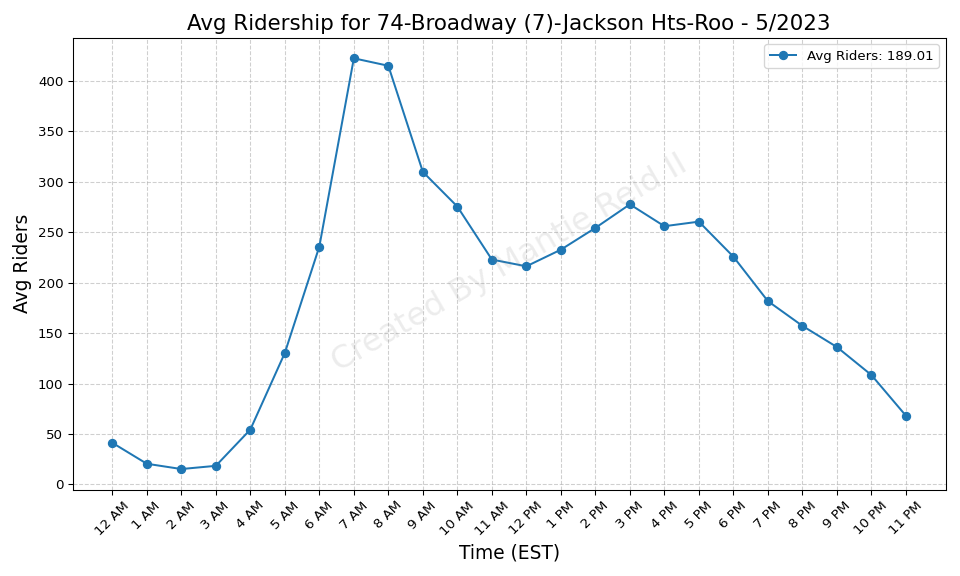 Avg Ridership for 74-Broadway (7)-Jackson Hts-Roo - 5/2023
Avg Riders: 189.01
Avg Riders
400
350
300
250
200
150
100
50
0
Created By Mantle Reid II
12 AM
1 AM
2 AM
3 AM
4 AM
5 AM
6 AM
7 AM
8 AM
9 AM
10 AM
11 AM
12 PM
1 PM
2 PM
3 PM
4 PM
5 PM
6 PM
7 PM
8 PM
9 PM
10 PM
11 PM
Time (EST)